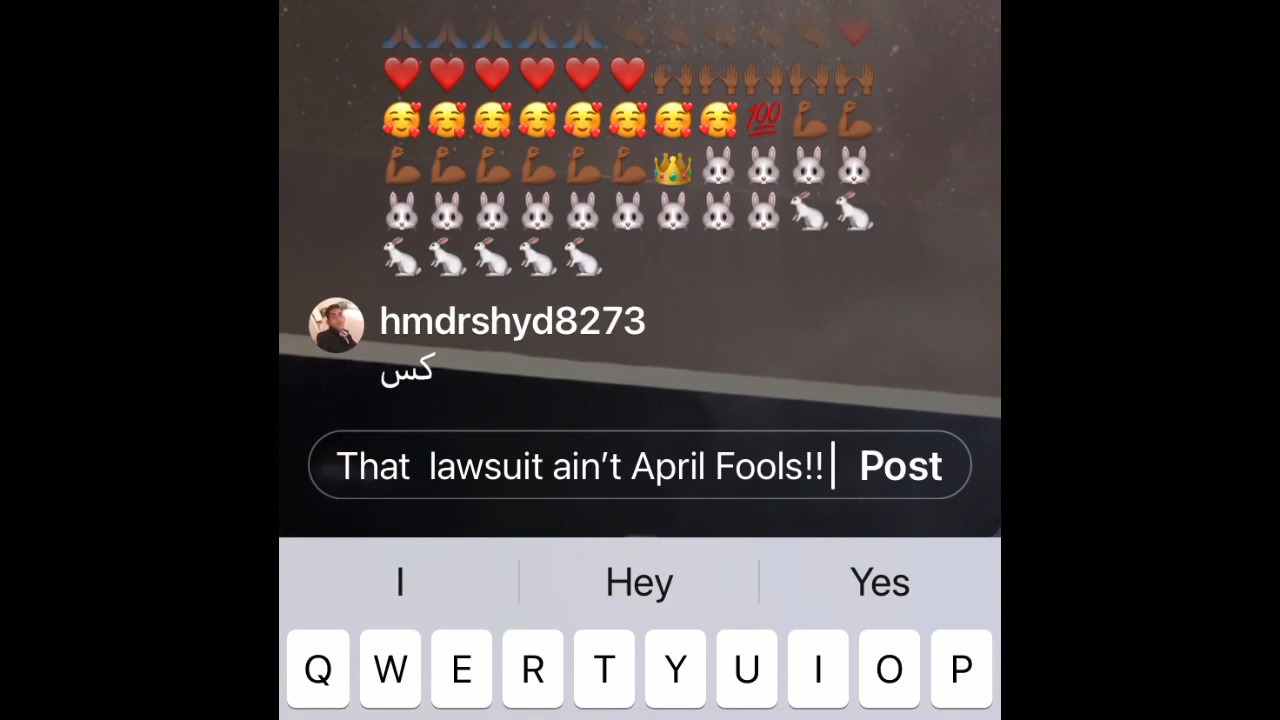 hmdrshyd8273
کس
That  lawsuit ain’t April Fools!! Post
I Hey Yes
Q W E R T Y U I O P